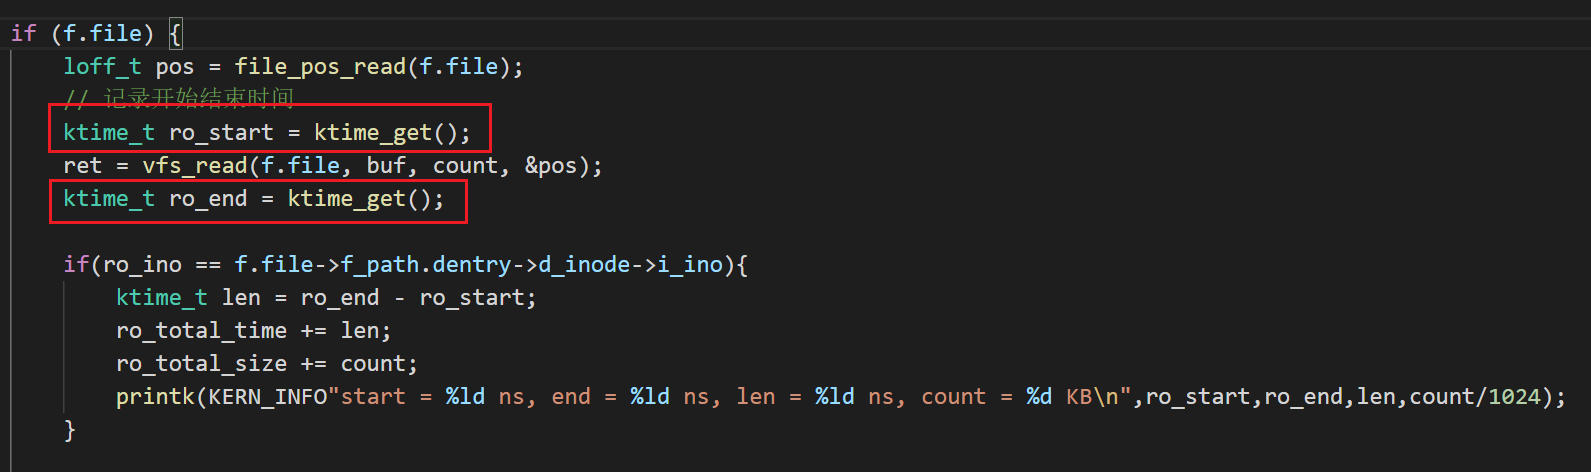 if (f.file) {
loff_t pos = file_pos_read(f.file);
// 记录开始结束时间
ktime_t ro_start = ktime_get();
ret = vfs_read(f.file, buf, count, &pos);
ktime_t ro_end = ktime_get();
if(ro_ino == f.file->f_path.dentry->d_inode->i_ino){
ktime_t len = ro_end - ro_start;
ro_total_time += len;
ro_total_size += count;
printk(KERN_INFO"start = %ld ns, end = %ld ns, len = %ld ns, count = %d KB\n",ro_start,ro_end,len,count/1024);
}